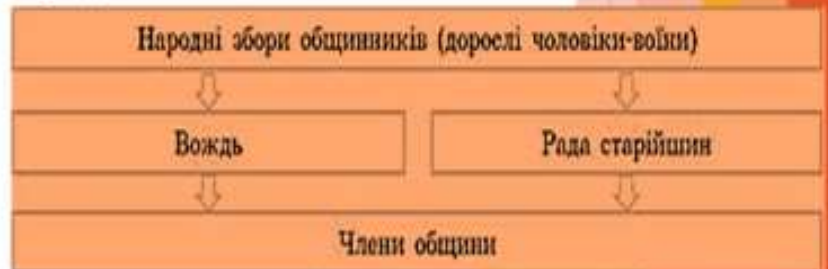 Народні збори общинників (дорослі чоловіки-воїни)
Вождь
Рада старійшин
Члени общини